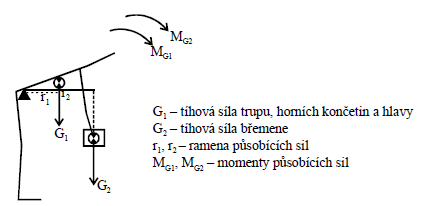 M_G2
M_G1
r₁ r₂
G₁
G₂
G₁ – tíhová síla trupu, horních končetin a hlavy
G₂ – tíhová síla břemene
r₁, r₂ – ramena působících sil
M_G1, M_G2 – momenty působících sil